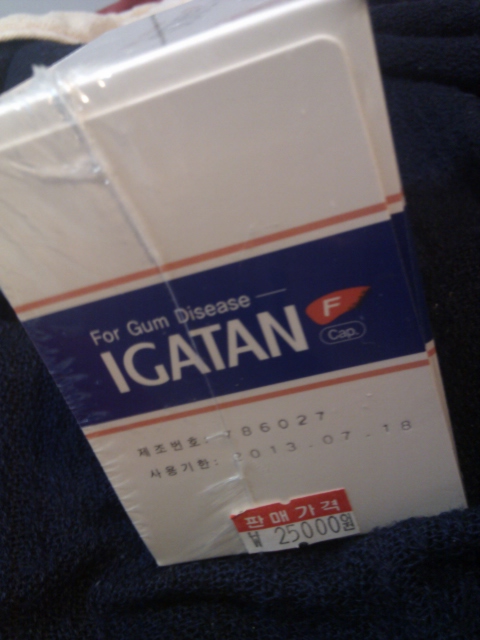 For Gum Disease
IGATAN F
Cap.
제조번호: 786027
사용기한: 2013.07.18
판매가격
25000원